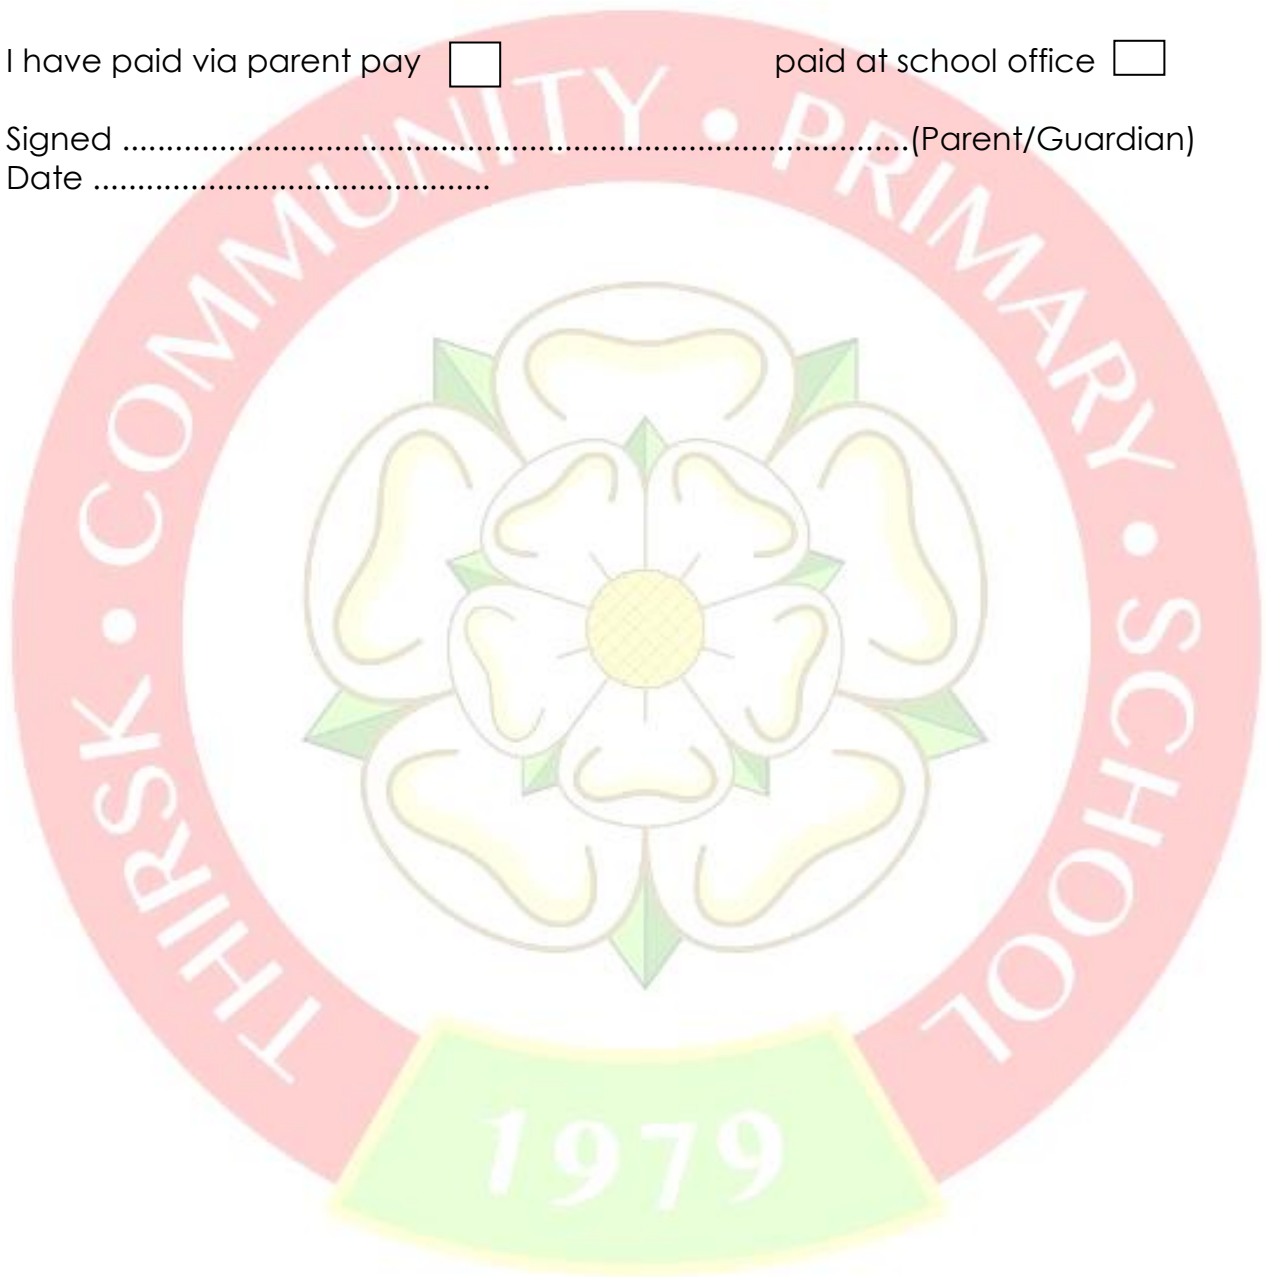 I have paid via parent pay paid at school office
Signed ...............................................................................................(Parent/Guardian)
Date ................................................
THIRSK • COMMUNITY • PRIMARY • SCHOOL
1979